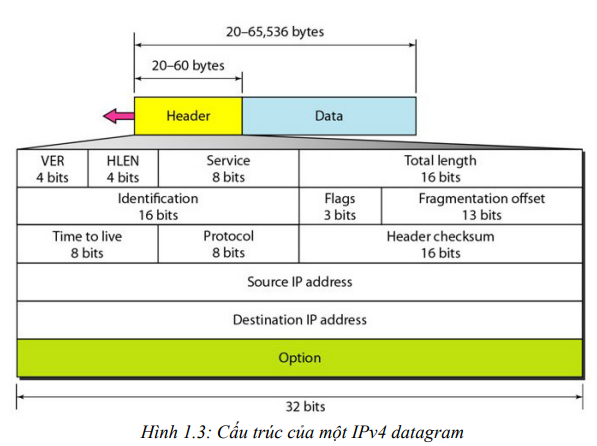 20–65,536 bytes
20–60 bytes
Header
Data
VER
4 bits
HLEN
4 bits
Service
8 bits
Total length
16 bits
Identification
16 bits
Flags
3 bits
Fragmentation offset
13 bits
Time to live
8 bits
Protocol
8 bits
Header checksum
16 bits
Source IP address
Destination IP address
Option
32 bits
Hình 1.3: Cấu trúc của một IPv4 datagram